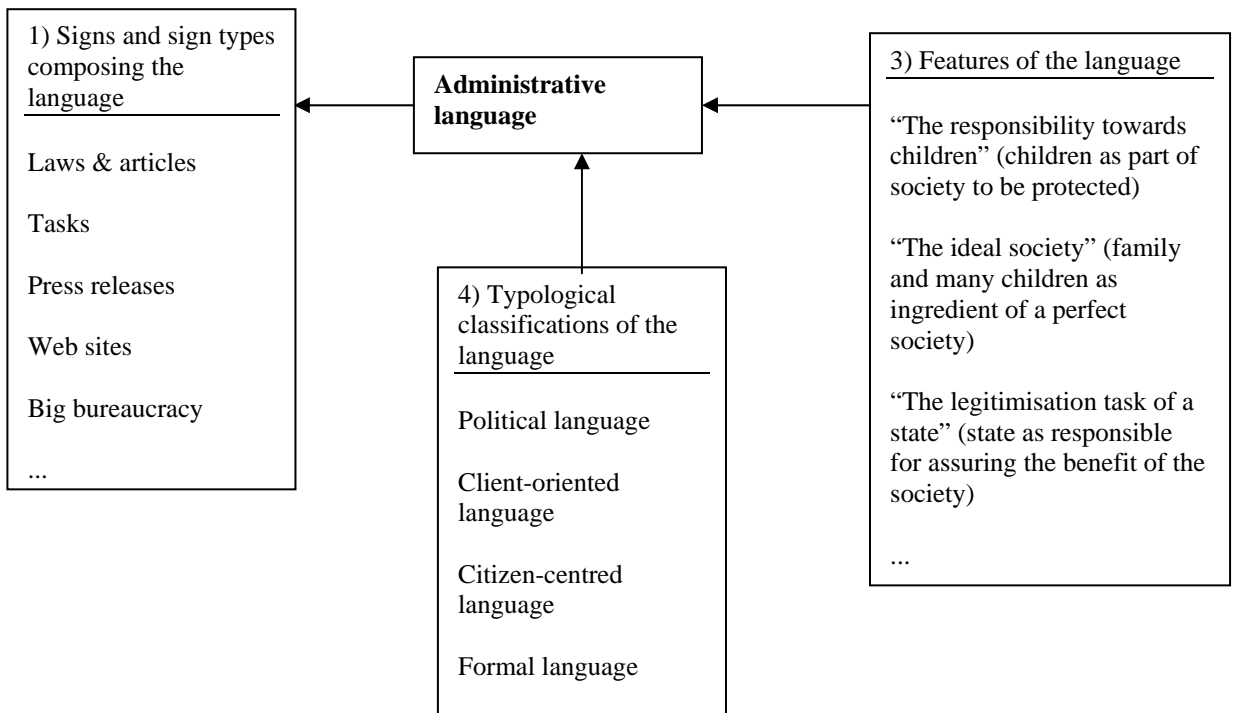 1) Signs and sign types
composing the
language
Laws & articles
Tasks
Press releases
Web sites
Big bureaucracy
...
Administrative
language
4) Typological
classifications of the
language
Political language
Client-oriented
language
Citizen-centred
language
Formal language
3) Features of the language
“The responsibility towards
children” (children as part of
society to be protected)
“The ideal society” (family
and many children as
ingredient of a perfect
society)
“The legitimisation task of a
state” (state as responsible
for assuring the benefit of the
society)
...